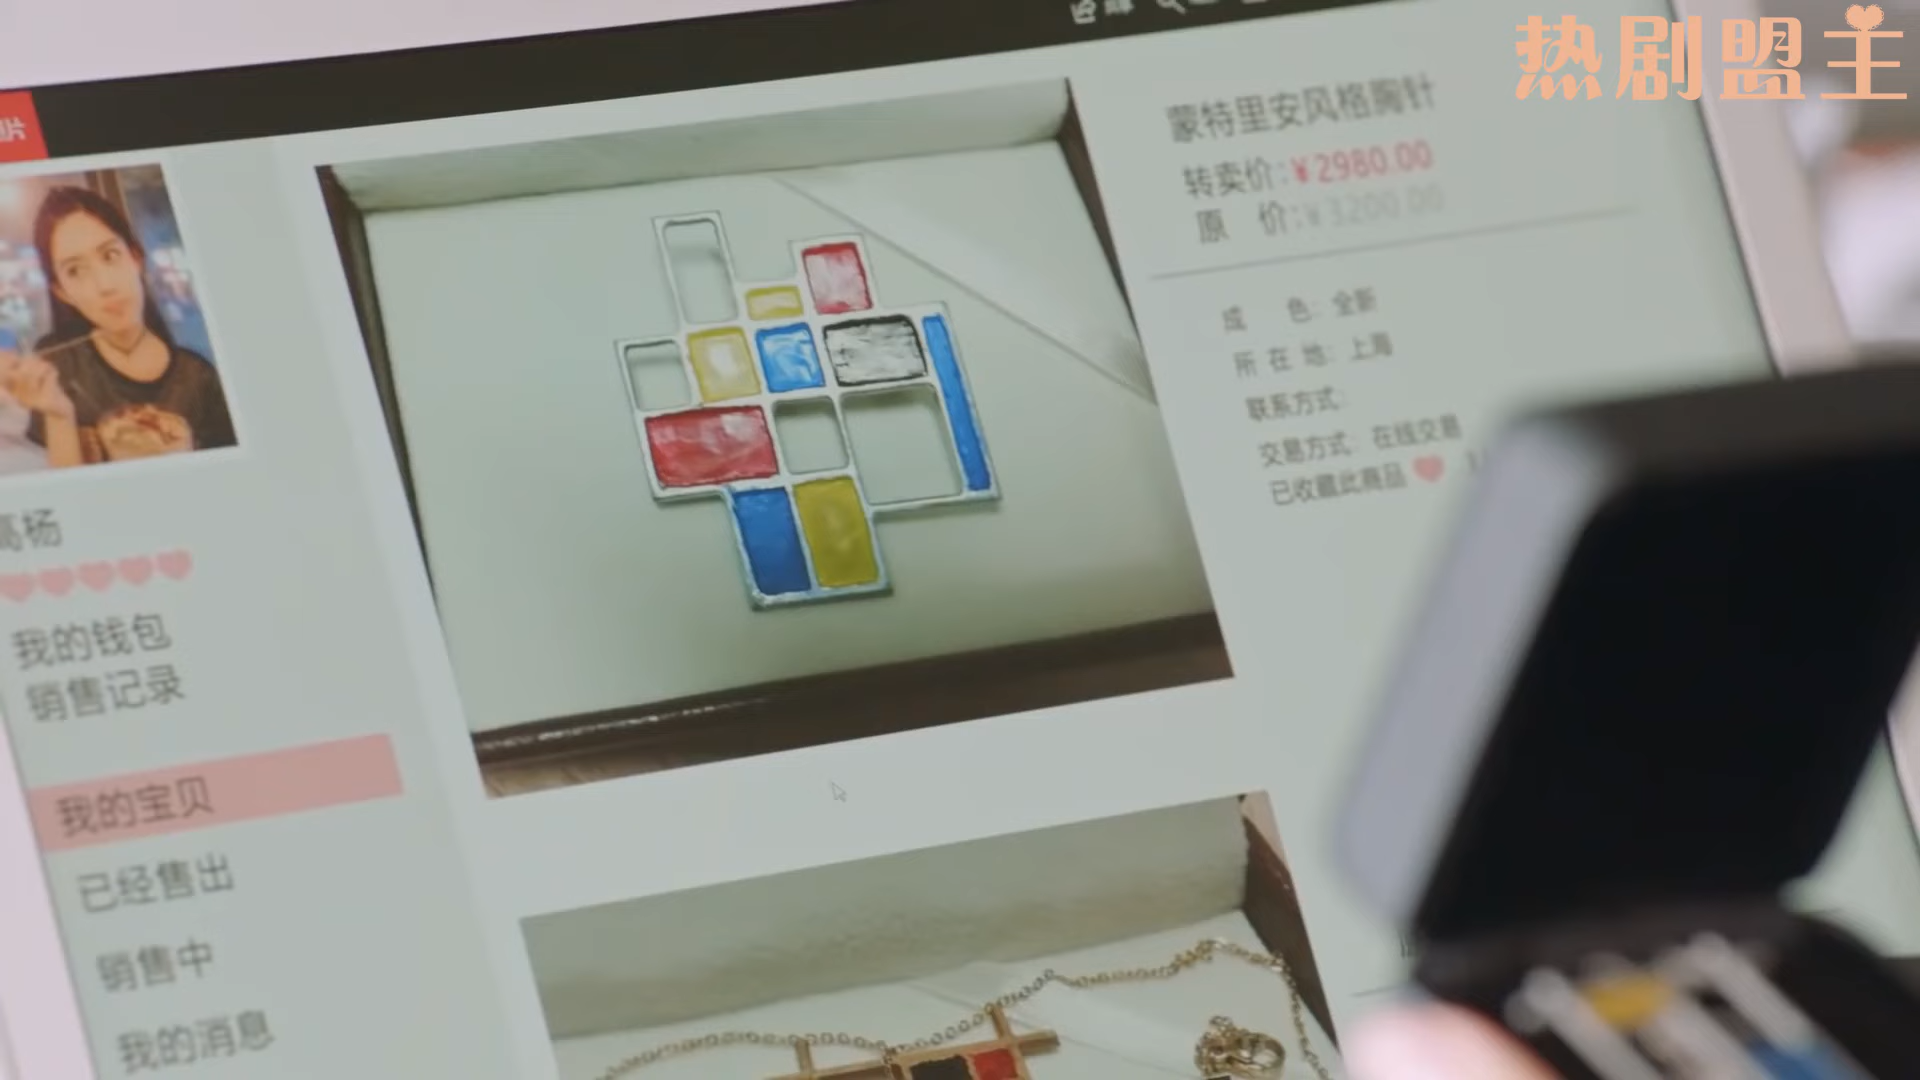 热剧盟主
片
蒙特里安风格胸针
转卖价:¥2980.00
原 价:¥3200.00
成 色: 全新
所 在 地: 上海
联系方式:
交易方式: 在线交易
已收藏此商品
高杨
我的钱包
销售记录
我的宝贝
已经售出
销售中
我的消息